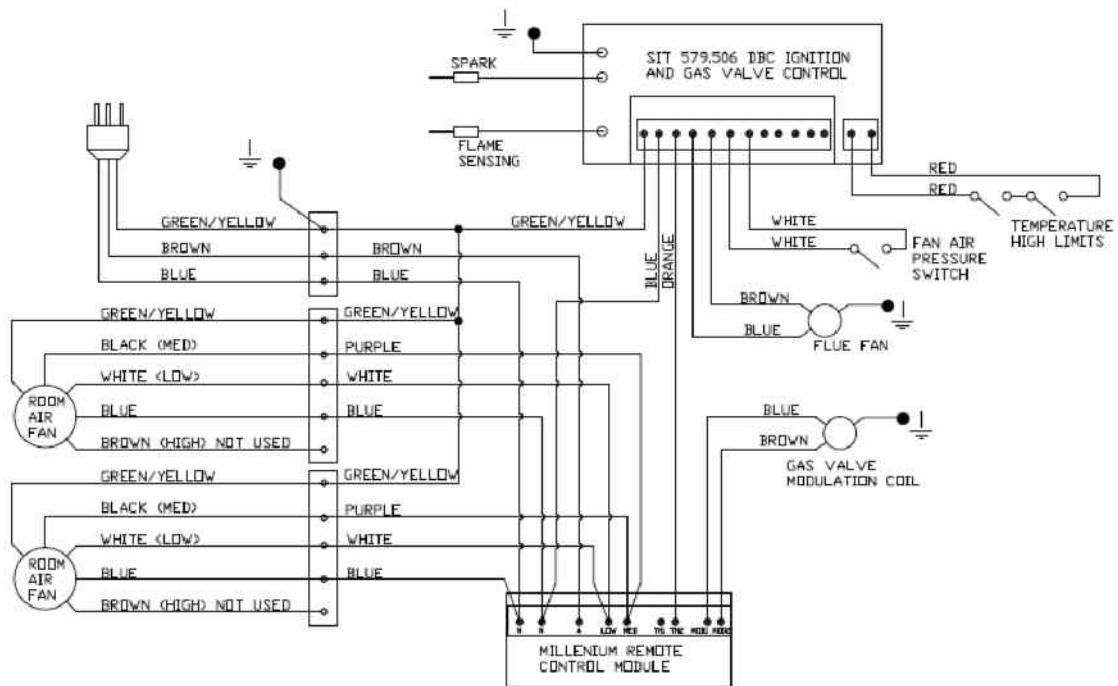 SIT 579.506 DBC IGNITION
AND GAS VALVE CONTROL
SPARK
FLAME
SENSING
RED
RED
TEMPERATURE
HIGH LIMITS
WHITE
WHITE
FAN AIR
PRESSURE
SWITCH
GREEN/YELLOW
GREEN/YELLOW
BROWN
BROWN
BLUE
BLUE
BLUE
ORANGE
BROWN
BLUE
FLUE FAN
GREEN/YELLOW
GREEN/YELLOW
BLACK (MED)
PURPLE
WHITE (LOW)
WHITE
ROOM
AIR
FAN
BLUE
BLUE
BROWN (HIGH) NOT USED
BLUE
BROWN
GAS VALVE
MODULATION COIL
GREEN/YELLOW
GREEN/YELLOW
BLACK (MED)
PURPLE
WHITE (LOW)
WHITE
ROOM
AIR
FAN
BLUE
BLUE
BROWN (HIGH) NOT USED
N N A LOW MED TH1 TH2
MILLENIUM REMOTE
CONTROL MODULE